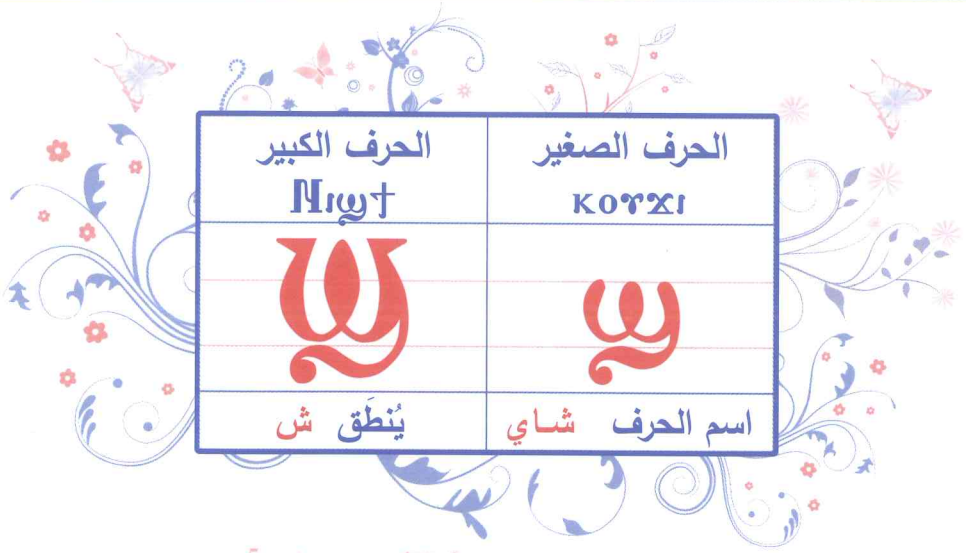 الحرف الصغير الحرف الكبير
ⲕⲟⲩϫⲓ Ⲛⲓϣϯ
ϣ Ϣ
اسم الحرف شاي يُنطَق ش